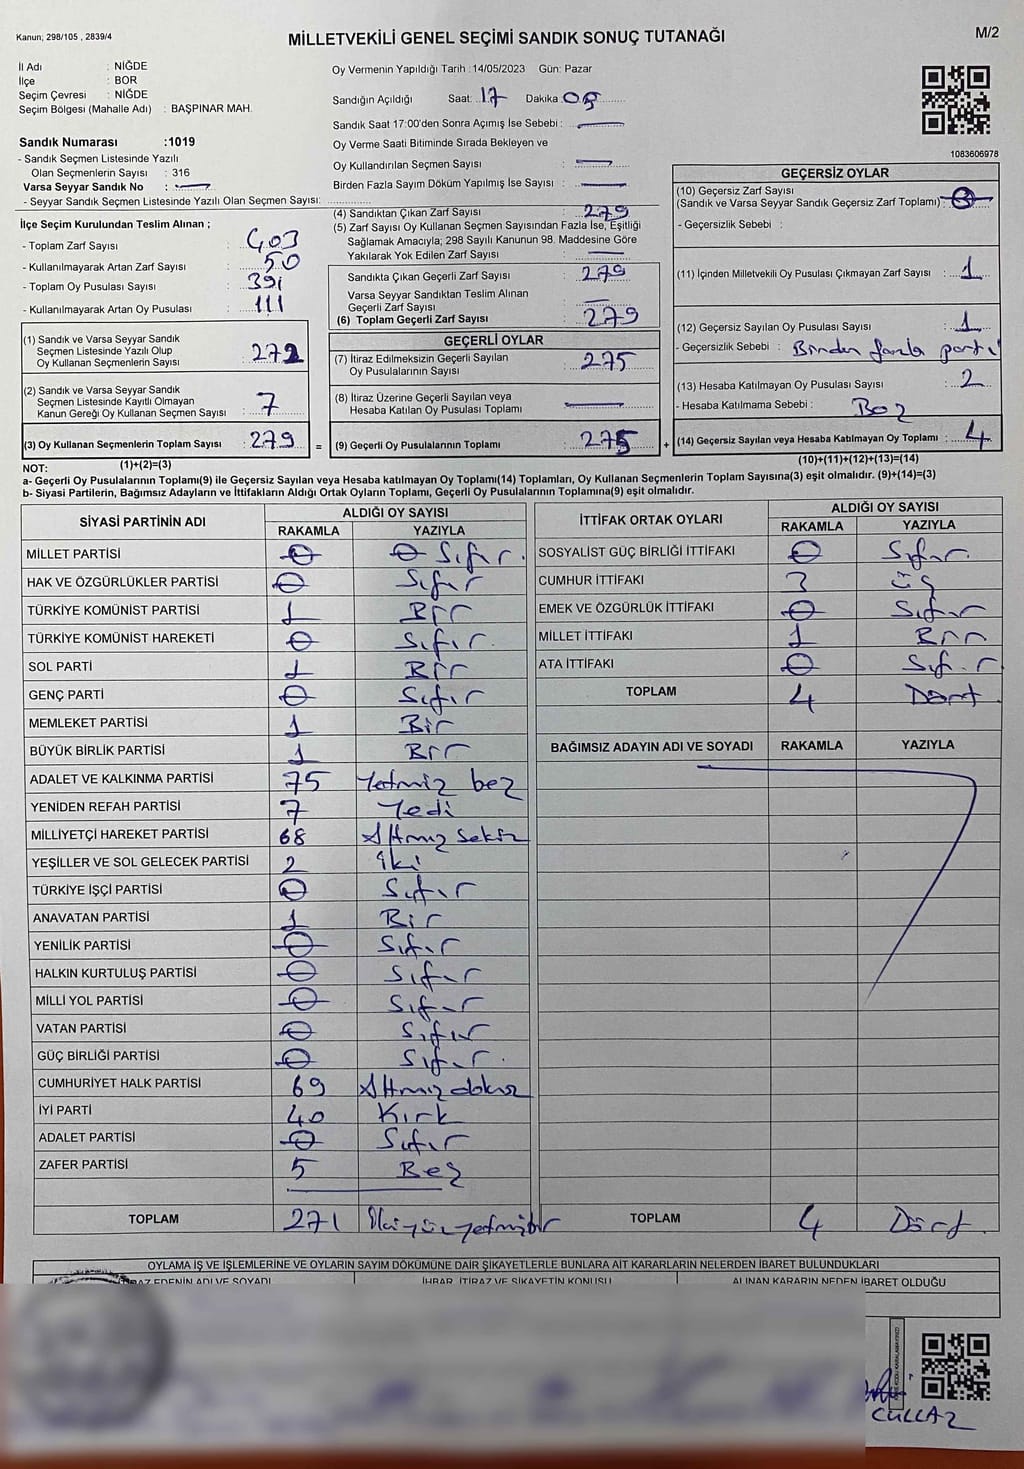 Kanun; 298/105 , 2839/4
MİLLETVEKİLİ GENEL SEÇİMİ SANDIK SONUÇ TUTANAĞI
M/2
İl Adı : NİĞDE
İlçe : BOR
Seçim Çevresi : NİĞDE
Seçim Bölgesi (Mahalle Adı) : BAŞPINAR MAH.
Sandık Numarası :1019
- Sandık Seçmen Listesinde Yazılı
Olan Seçmenlerin Sayısı : 316
Varsa Seyyar Sandık No :
- Seyyar Sandık Seçmen Listesinde Yazılı Olan Seçmen Sayısı:
Oy Vermenin Yapıldığı Tarih :14/05/2023 Gün: Pazar
Sandığın Açıldığı Saat: 17 Dakika 05
Sandık Saat 17:00'den Sonra Açımış İse Sebebi :
Oy Verme Saati Bitiminde Sırada Bekleyen ve
Oy Kullandırılan Seçmen Sayısı :
Birden Fazla Sayım Döküm Yapılmış İse Sayısı :
1083606978
İlçe Seçim Kurulundan Teslim Alınan ;
- Toplam Zarf Sayısı : 403
- Kullanılmayarak Artan Zarf Sayısı : 50
- Toplam Oy Pusulası Sayısı : 391
- Kullanılmayarak Artan Oy Pusulası : 111
(1) Sandık ve Varsa Seyyar Sandık
Seçmen Listesinde Yazılı Olup
Oy Kullanan Seçmenlerin Sayısı : 272
(2) Sandık ve Varsa Seyyar Sandık
Seçmen Listesinde Kayıtlı Olmayan
Kanun Gereği Oy Kullanan Seçmen Sayısı : 7
(3) Oy Kullanan Seçmenlerin Toplam Sayısı : 279 =
(4) Sandıktan Çıkan Zarf Sayısı : 279
(5) Zarf Sayısı Oy Kullanan Seçmen Sayısından Fazla İse, Eşitliği
Sağlamak Amacıyla; 298 Sayılı Kanunun 98. Maddesine Göre
Yakılarak Yok Edilen Zarf Sayısı :
Sandıkta Çıkan Geçerli Zarf Sayısı : 279
Varsa Seyyar Sandıktan Teslim Alınan
Geçerli Zarf Sayısı :
(6) Toplam Geçerli Zarf Sayısı : 279
GEÇERLİ OYLAR
(7) İtiraz Edilmeksizin Geçerli Sayılan
Oy Pusulalarının Sayısı : 275
(8) İtiraz Üzerine Geçerli Sayılan veya
Hesaba Katılan Oy Pusulası Toplamı :
(9) Geçerli Oy Pusulalarının Toplamı : 275 +
GEÇERSİZ OYLAR
(10) Geçersiz Zarf Sayısı
(Sandık ve Varsa Seyyar Sandık Geçersiz Zarf Toplamı) : 0
- Geçersizlik Sebebi :
(11) İçinden Milletvekili Oy Pusulası Çıkmayan Zarf Sayısı : 1
(12) Geçersiz Sayılan Oy Pusulası Sayısı : 1
- Geçersizlik Sebebi : Birden fazla parti
(13) Hesaba Katılmayan Oy Pusulası Sayısı : 2
- Hesaba Katılmama Sebebi : Boş
(14) Geçersiz Sayılan veya Hesaba Katılmayan Oy Toplamı : 4
NOT: (1)+(2)=(3)
(10)+(11)+(12)+(13)=(14)
a- Geçerli Oy Pusulalarının Toplamı(9) ile Geçersiz Sayılan veya Hesaba katılmayan Oy Toplamı(14) Toplamları, Oy Kullanan Seçmenlerin Toplam Sayısına(3) eşit olmalıdır. (9)+(14)=(3)
b- Siyasi Partilerin, Bağımsız Adayların ve İttifakların Aldığı Ortak Oyların Toplamı, Geçerli Oy Pusulalarının Toplamına(9) eşit olmalıdır.
SİYASİ PARTİNİN ADI ALDIĞI OY SAYISI
RAKAMLA YAZIYLA
MİLLET PARTİSİ 0 0 Sıfır.
HAK VE ÖZGÜRLÜKLER PARTİSİ 0 Sıfır
TÜRKİYE KOMÜNİST PARTİSİ 1 Bir
TÜRKİYE KOMÜNİST HAREKETİ 0 Sıfır.
SOL PARTİ 1 Bir
GENÇ PARTİ 0 Sıfır
MEMLEKET PARTİSİ 1 Bir
BÜYÜK BİRLİK PARTİSİ 1 Bir
ADALET VE KALKINMA PARTİSİ 75 Yetmiş beş
YENİDEN REFAH PARTİSİ 7 Yedi
MİLLİYETÇİ HAREKET PARTİSİ 68 Altmış sekiz
YEŞİLLER VE SOL GELECEK PARTİSİ 2 iki
TÜRKİYE İŞÇİ PARTİSİ 0 Sıfır
ANAVATAN PARTİSİ 1 Bir
YENİLİK PARTİSİ 0 Sıfır
HALKIN KURTULUŞ PARTİSİ 0 Sıfır
MİLLİ YOL PARTİSİ 0 Sıfır
VATAN PARTİSİ 0 Sıfır
GÜÇ BİRLİĞİ PARTİSİ 0 Sıfır.
CUMHURİYET HALK PARTİSİ 69 Altmış dokuz
İYİ PARTİ 40 Kırk
ADALET PARTİSİ 0 Sıfır
ZAFER PARTİSİ 5 Beş
TOPLAM 271 İkiyüzyetmişbir
İTTİFAK ORTAK OYLARI ALDIĞI OY SAYISI
RAKAMLA YAZIYLA
SOSYALİST GÜÇ BİRLİĞİ İTTİFAKI 0 Sıfır.
CUMHUR İTTİFAKI 3 üç
EMEK VE ÖZGÜRLÜK İTTİFAKI 0 Sıfır
MİLLET İTTİFAKI 1 Bir
ATA İTTİFAKI 0 Sıfır
TOPLAM 4 Dört
BAĞIMSIZ ADAYIN ADI VE SOYADI RAKAMLA YAZIYLA
TOPLAM 4 Dört
OYLAMA İŞ VE İŞLEMLERİNE VE OYLARIN SAYIM DÖKÜMÜNE DAİR ŞİKAYETLERLE BUNLARA AİT KARARLARIN NELERDEN İBARET BULUNDUKLARI
EDENİN ADI VE SOYADI İHBAR, İTİRAZ VE ŞİKAYETİN KONUSU ALINAN KARARIN NEDEN İBARET OLDUĞU